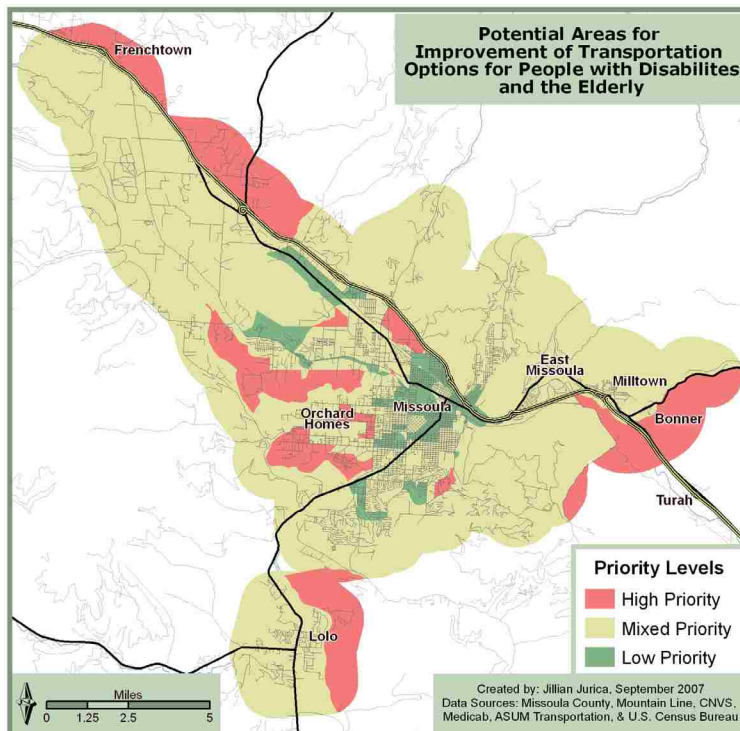 Potential Areas for
Improvement of Transportation
Options for People with Disabilites
and the Elderly
Frenchtown
East
Missoula
Milltown
Orchard
Homes
Missoula
Bonner
Turah
Lolo
Priority Levels
High Priority
Mixed Priority
Low Priority
Miles
0 1.25 2.5 5
Created by: Jillian Jurica, September 2007
Data Sources: Missoula County, Mountain Line, CNVS,
Medicab, ASUM Transportation, & U.S. Census Bureau